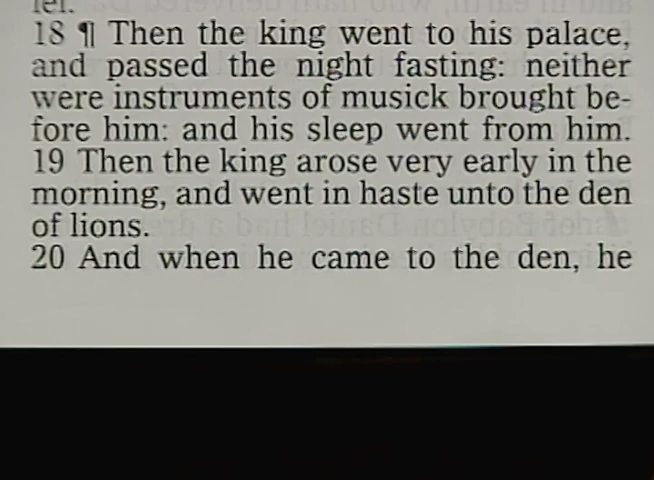 iel.
18 ¶ Then the king went to his palace,
and passed the night fasting: neither
were instruments of musick brought be-
fore him: and his sleep went from him.
19 Then the king arose very early in the
morning, and went in haste unto the den
of lions.
20 And when he came to the den, he